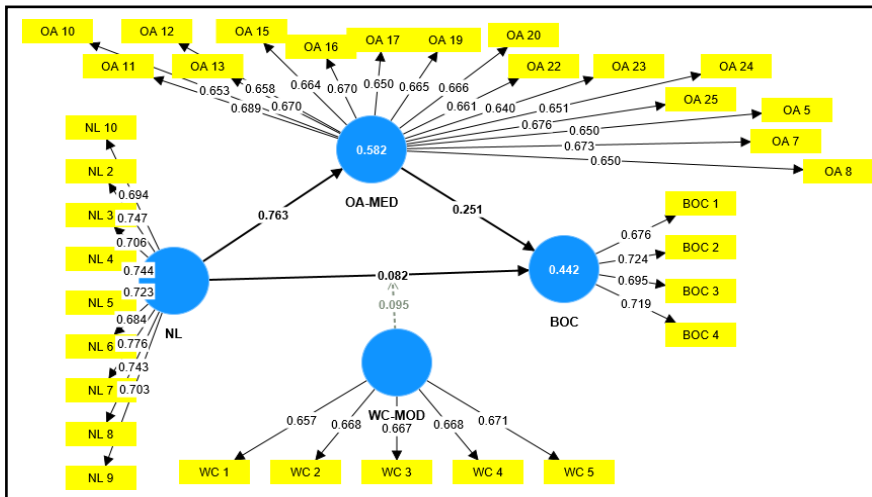 OA 10
OA 12
OA 15
OA 16
OA 17
OA 19
OA 20
OA 11
OA 13
OA 22
OA 23
OA 24
OA 25
OA 5
OA 7
OA 8
0.653
0.689
0.658
0.670
0.664
0.670
0.650
0.665
0.666
0.661
0.640
0.651
0.676
0.650
0.673
0.650
0.582
OA-MED
NL 10
NL 2
NL 3
NL 4
NL 5
NL 6
NL 7
NL 8
NL 9
0.694
0.747
0.706
0.744
0.723
0.684
0.776
0.743
0.703
NL
0.763
0.251
0.082
0.095
0.442
BOC
BOC 1
BOC 2
BOC 3
BOC 4
0.676
0.724
0.695
0.719
WC-MOD
0.657
0.668
0.667
0.668
0.671
WC 1
WC 2
WC 3
WC 4
WC 5